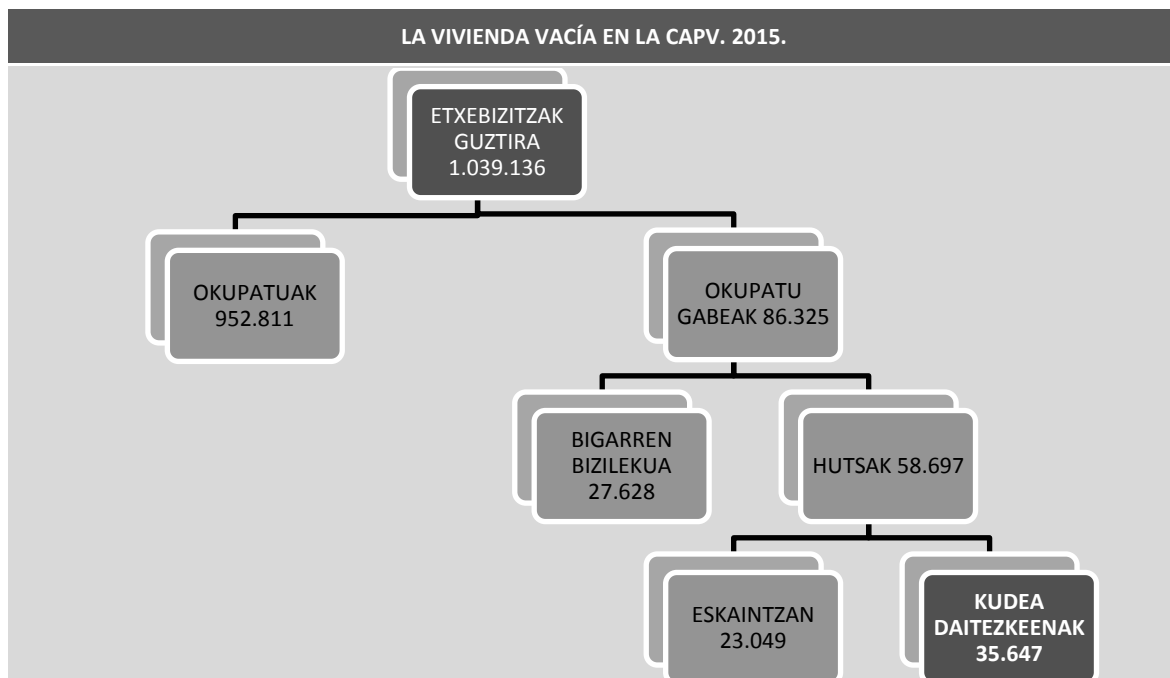 LA VIVIENDA VACÍA EN LA CAPV. 2015.
ETXEBIZITZAK
GUZTIRA
1.039.136
OKUPATUAK
952.811
OKUPATU
GABEAK 86.325
BIGARREN
BIZILEKUA
27.628
HUTSAK 58.697
ESKAINTZAN
23.049
KUDEA
DAITEZKEENAK
35.647